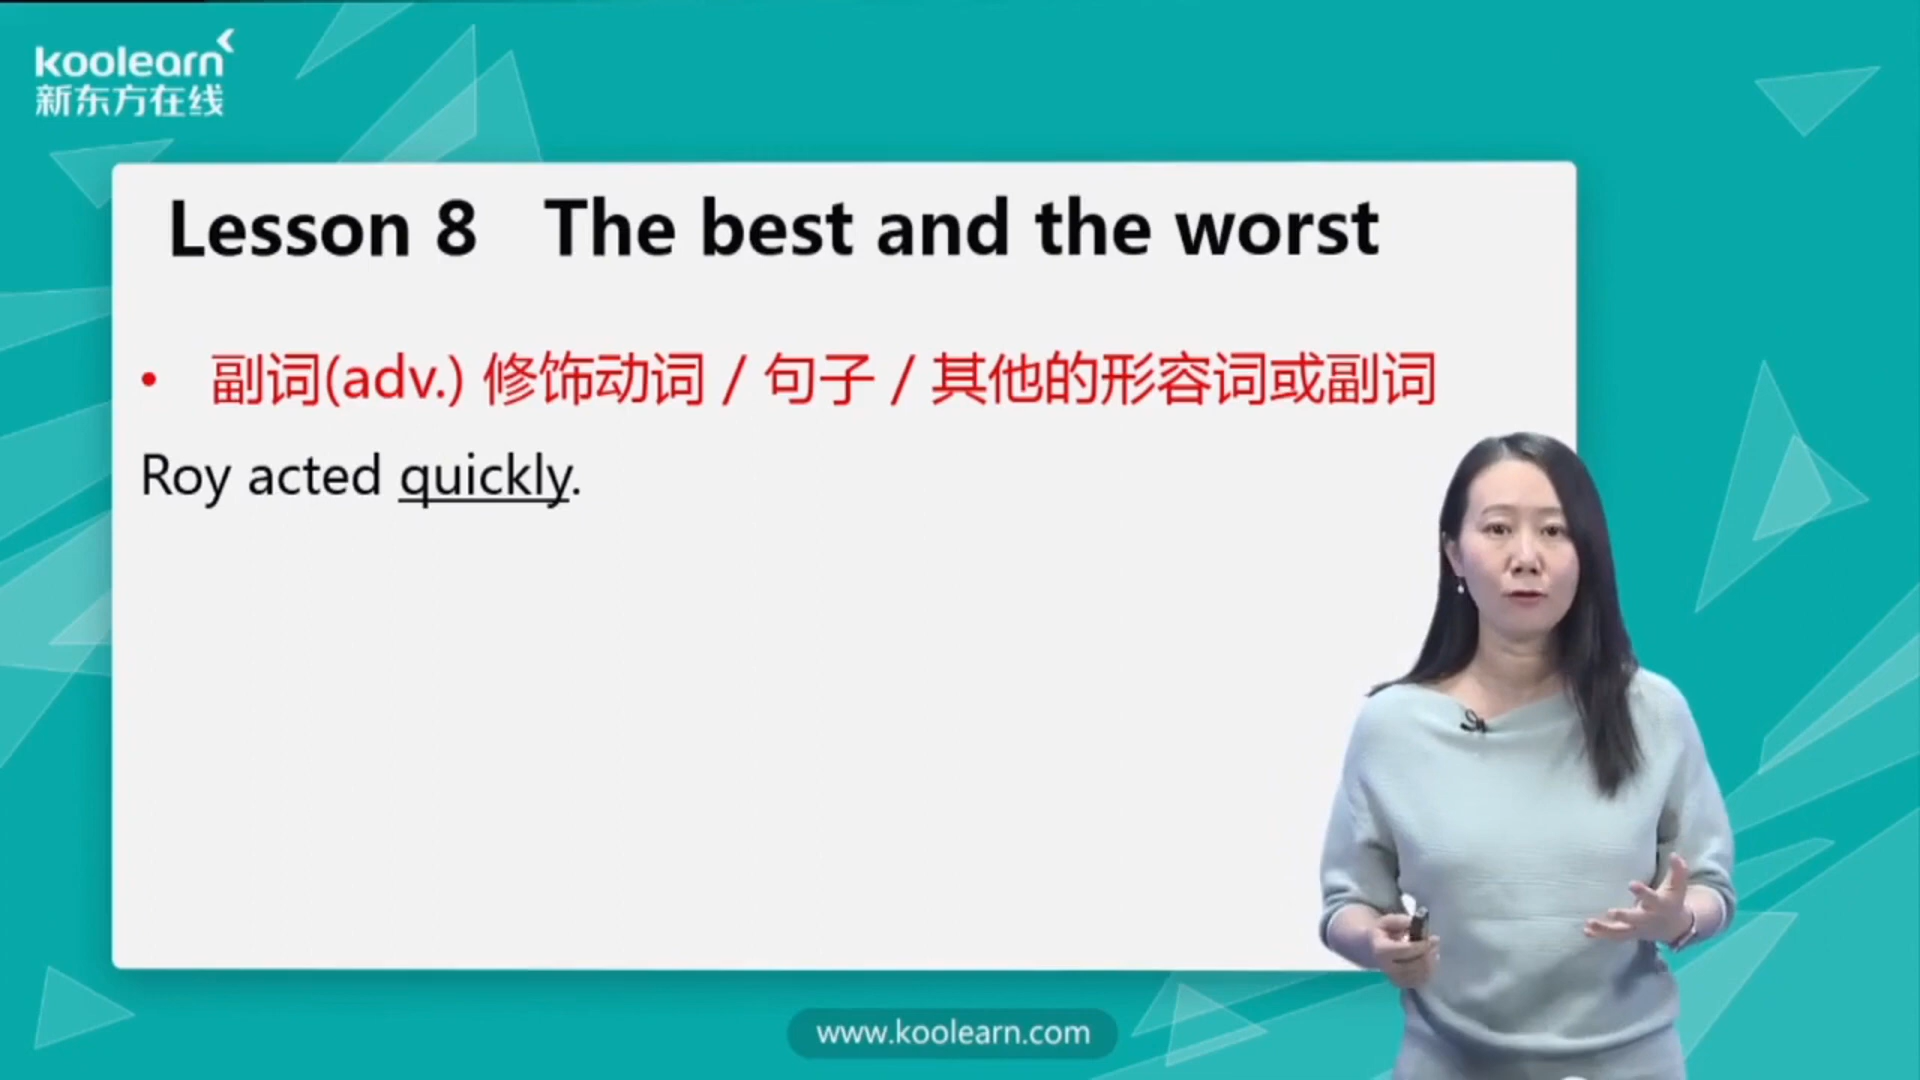 koolearn
新东方在线
Lesson 8 The best and the worst
• 副词(adv.) 修饰动词 / 句子 / 其他的形容词或副词
Roy acted quickly.
www.koolearn.com